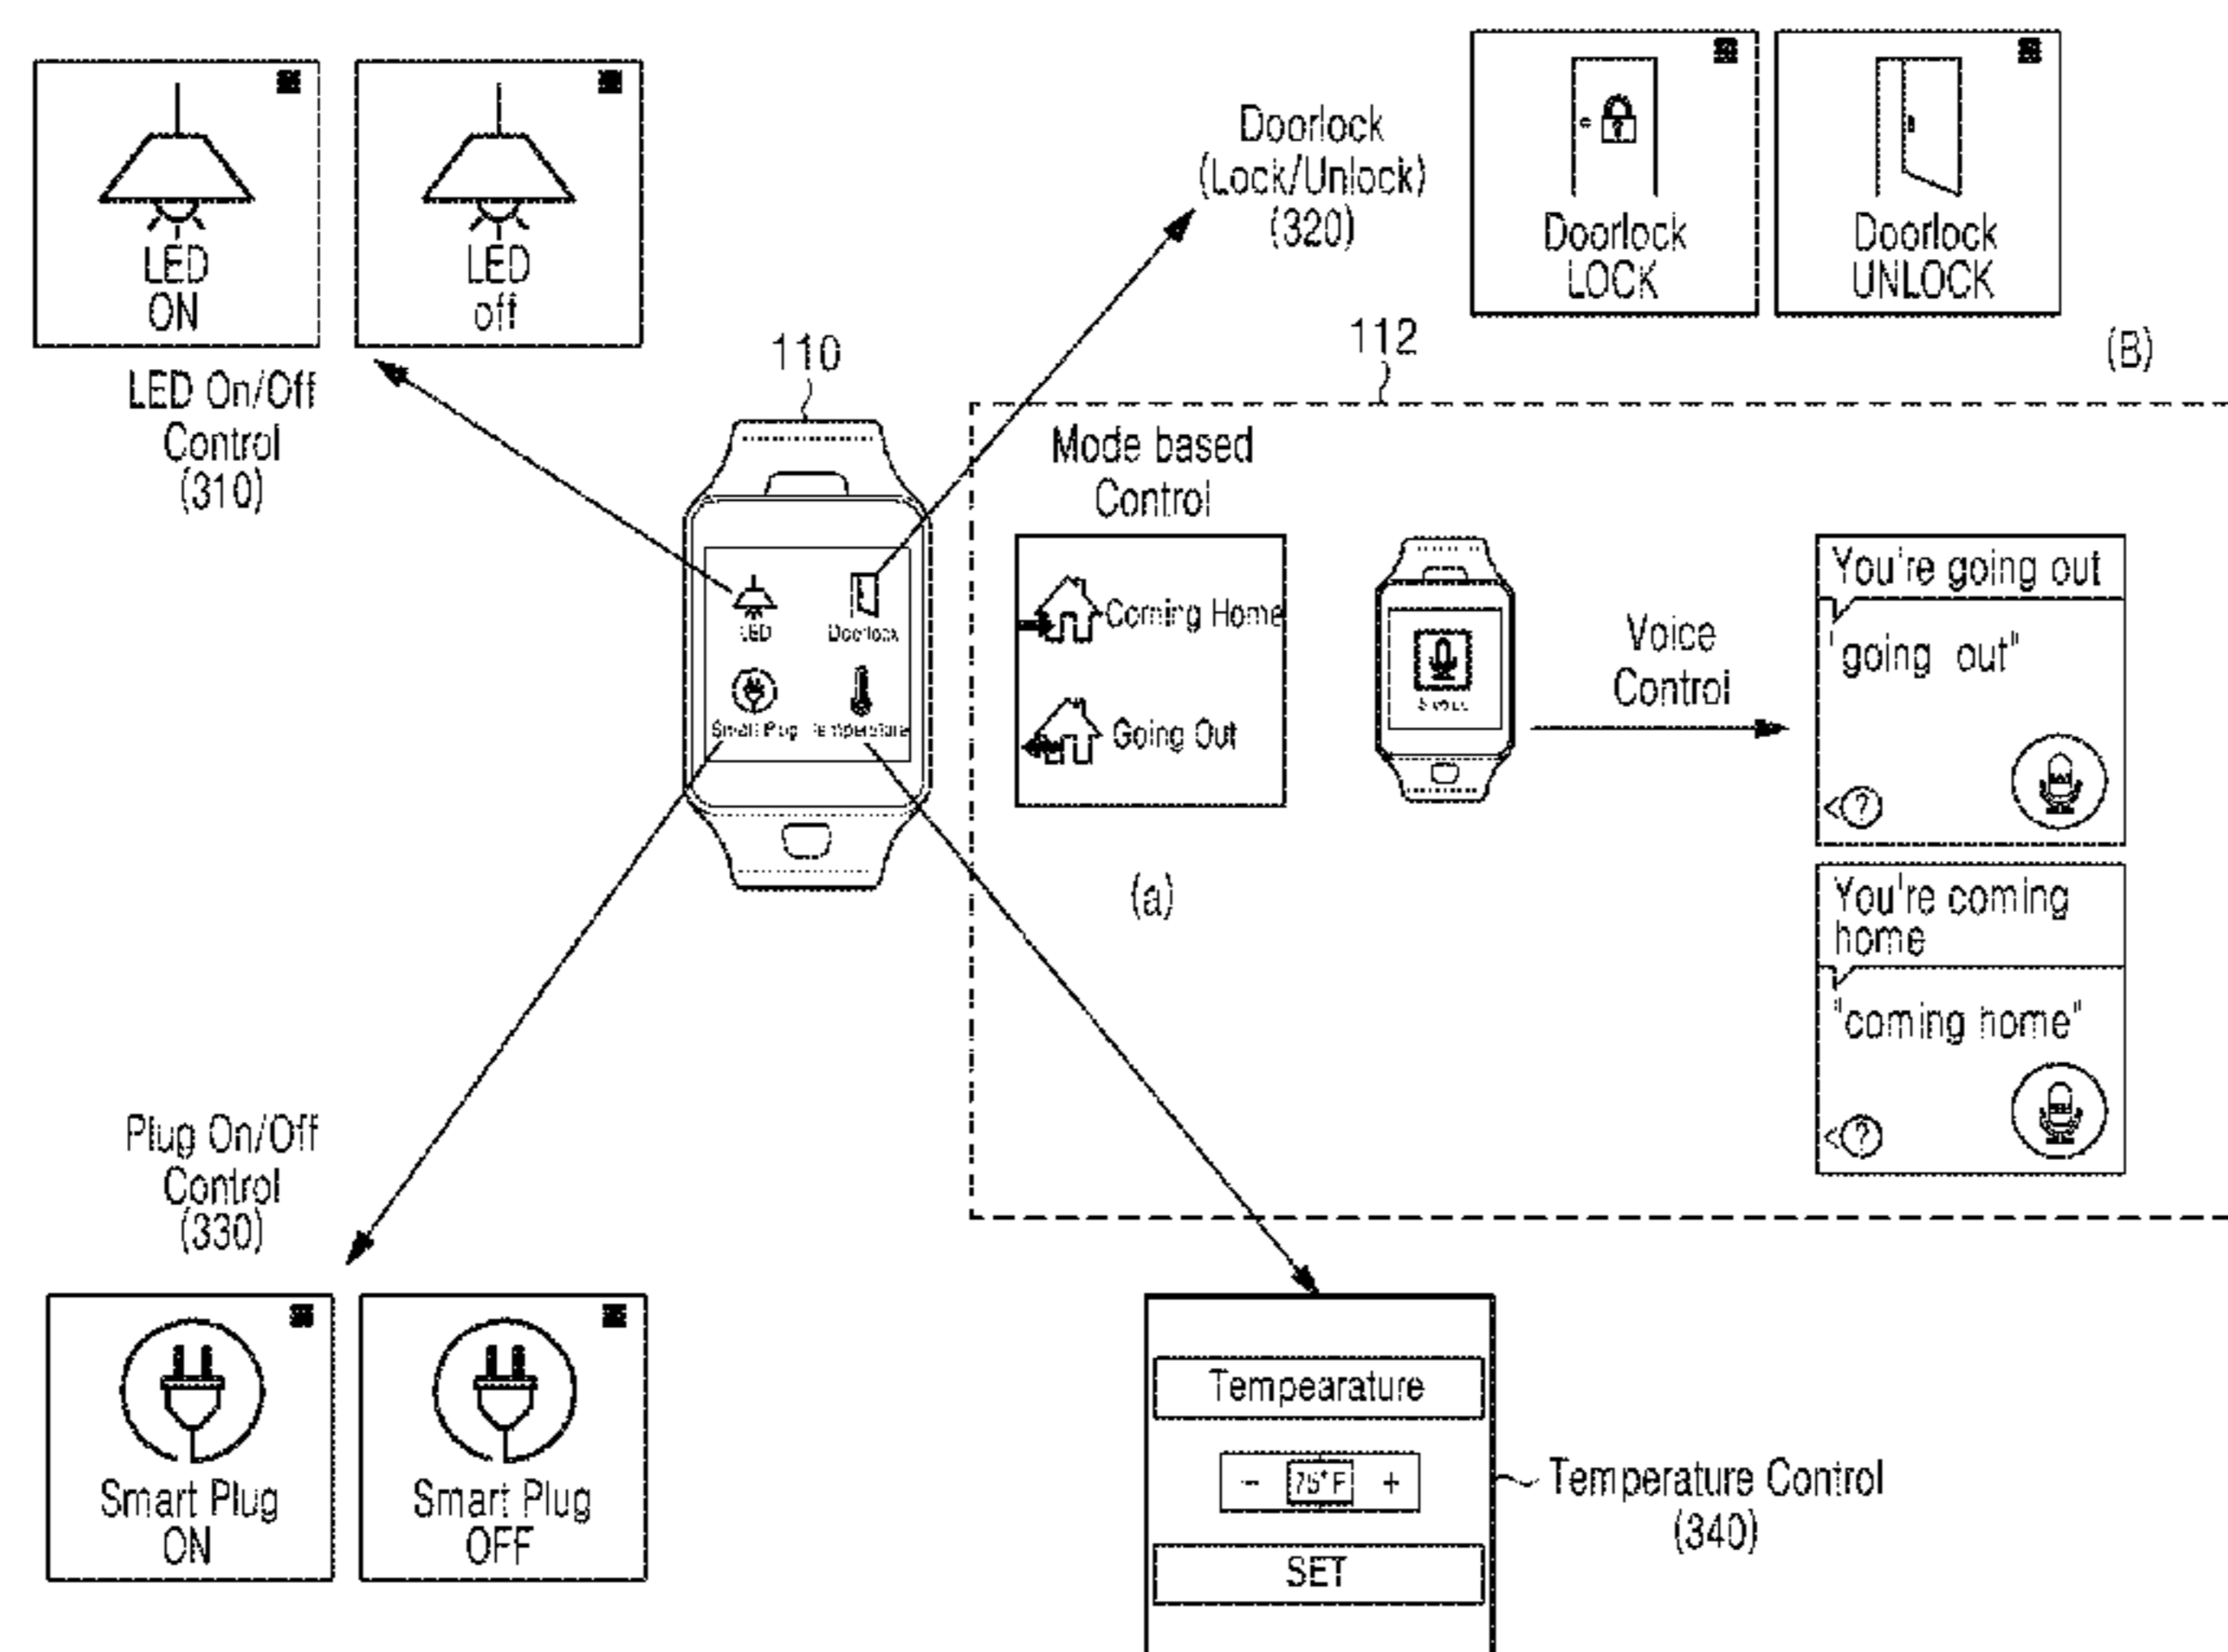 LED
ON
LED
off
LED On/Off
Control
(310)
Doorlock
(Lock/Unlock)
(320)
Doorlock
LOCK
Doorlock
UNLOCK
(B)
110
112
LED
Doorlock
Smart Plug
Temperature
Mode based
Control
Coming Home
Going Out
(a)
Voice
Control
You're going out
"going out"
?
You're coming
home
"coming home"
?
Plug On/Off
Control
(330)
Smart Plug
ON
Smart Plug
OFF
Tempearature
- 75°F +
SET
Temperature Control
(340)